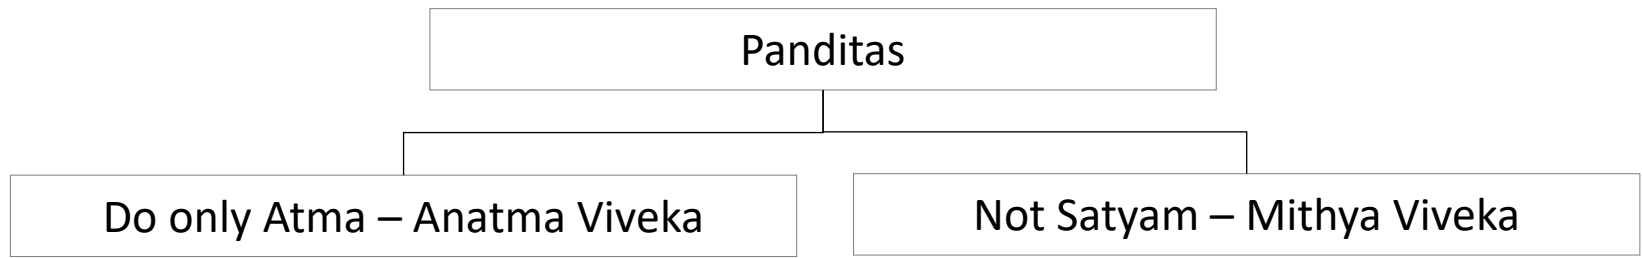 Panditas
Do only Atma – Anatma Viveka
Not Satyam – Mithya Viveka